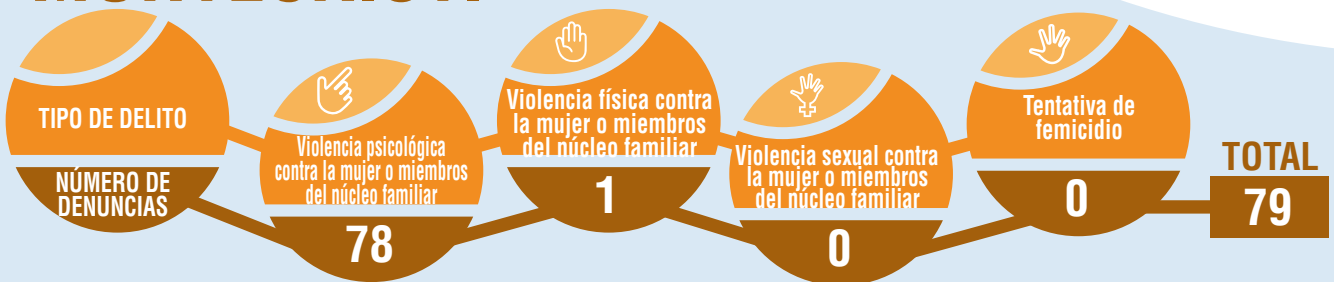 TIPO DE DELITO
NÚMERO DE
DENUNCIAS
Violencia psicológica
contra la mujer o miembros
del núcleo familiar
78
Violencia física contra
la mujer o miembros
del núcleo familiar
1
Violencia sexual contra
la mujer o miembros
del núcleo familiar
0
Tentativa de
femicidio
0
TOTAL
79